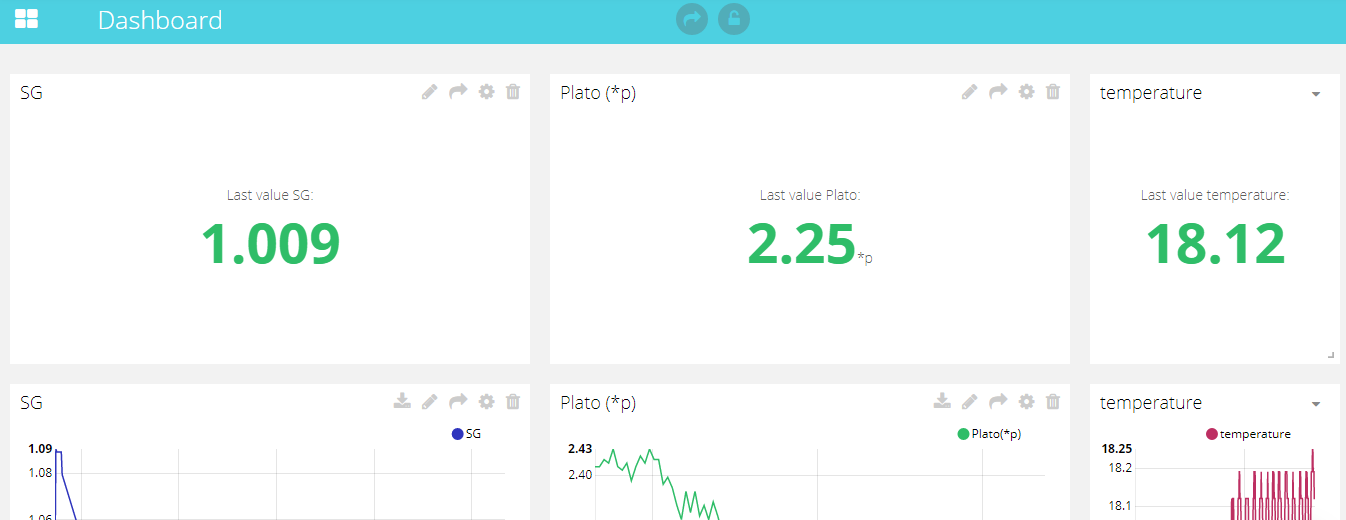 Dashboard
SG
Plato (*p)
temperature
Last value SG:
1.009
Last value Plato:
2.25*p
Last value temperature:
18.12
SG
SG
1.09
1.08
1.06
Plato (*p)
Plato(*p)
2.43
2.40
temperature
temperature
18.25
18.2
18.1